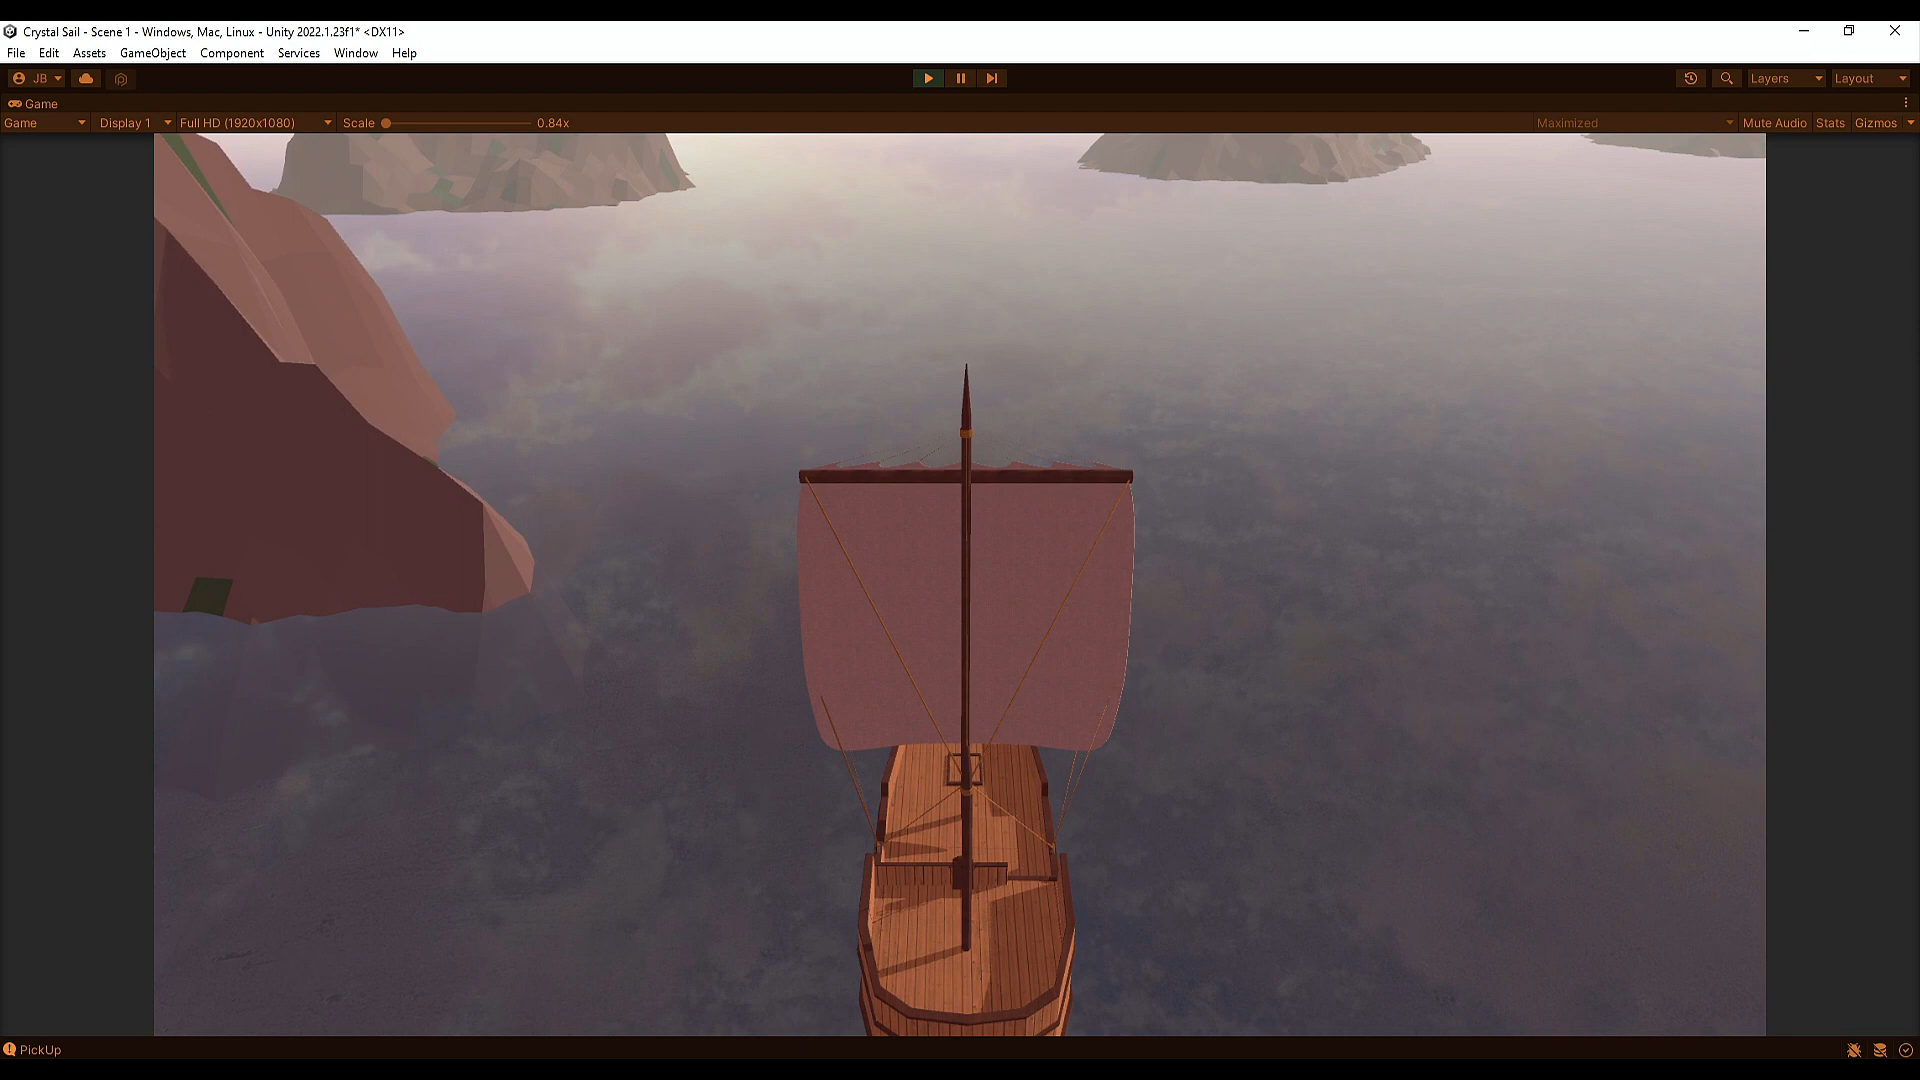 Crystal Sail - Scene 1 - Windows, Mac, Linux - Unity 2022.1.23f1* <DX11>
File Edit Assets GameObject Component Services Window Help
JB Layers Layout
Game
Game Display 1 Full HD (1920x1080) Scale 0.84x Maximized Mute Audio Stats Gizmos
PickUp